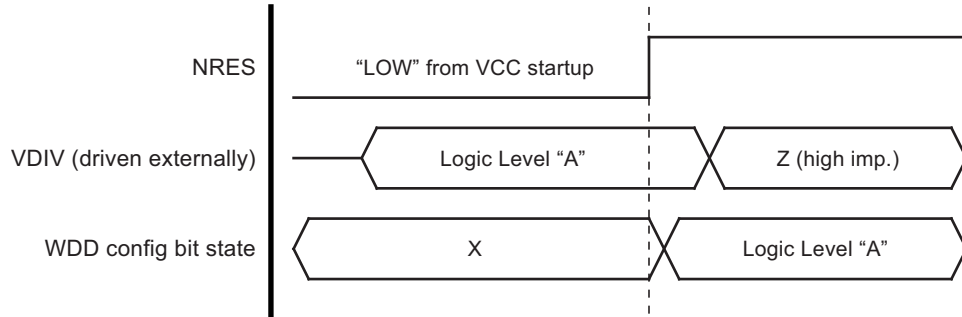 NRES
“LOW” from VCC startup
VDIV (driven externally)
Logic Level “A”
Z (high imp.)
WDD config bit state
X
Logic Level “A”